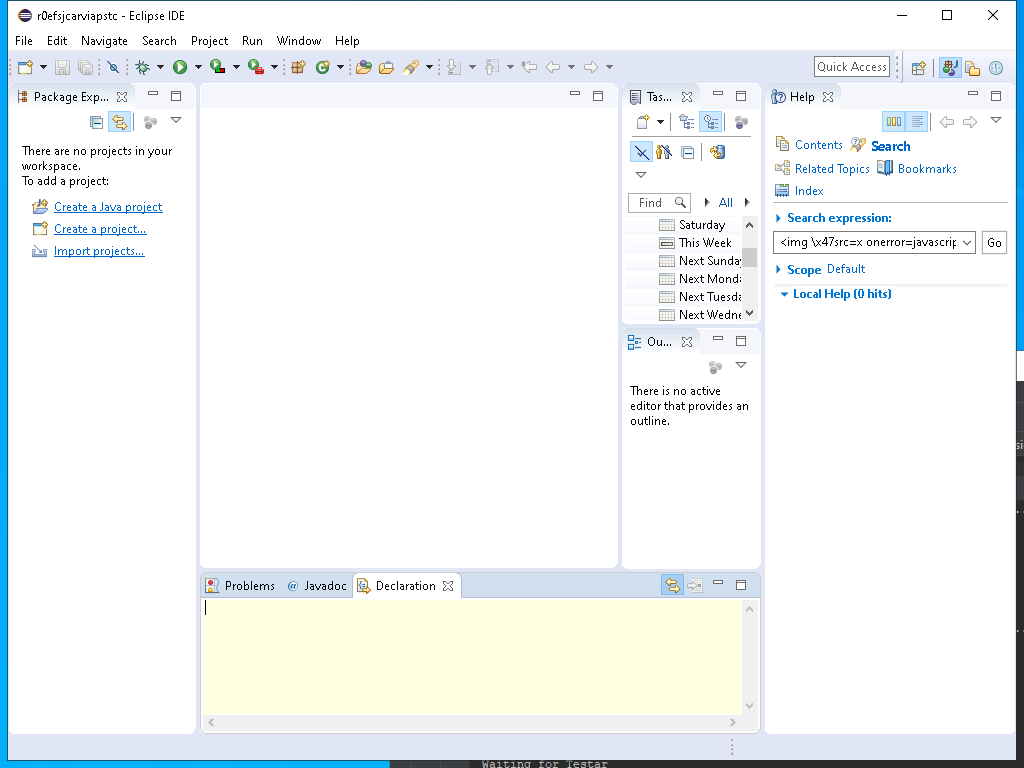 r0efsjcarviapstc - Eclipse IDE
File Edit Navigate Search Project Run Window Help
Quick Access
Package Exp...
There are no projects in your
workspace.
To add a project:
Create a Java project
Create a project...
Import projects...
Tas...
Find
All
Saturday
This Week
Next Sunday
Next Monda
Next Tuesda
Next Wedne
Ou...
There is no active
editor that provides an
outline.
Help
Contents Search
Related Topics Bookmarks
Index
Search expression:
<img \x47src=x onerror=javascrip Go
Scope Default
Local Help (0 hits)
Problems @ Javadoc Declaration
Waiting for Testar